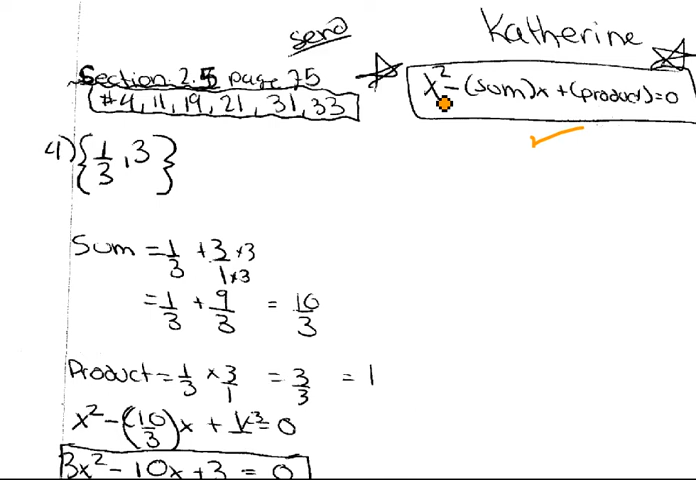 send
Katherine
Section 2.5 page 75
#4, 11, 19, 21, 31, 33
x² - (sum)x + (product) = 0
4) {1/3, 3}
Sum = 1/3 + 3×3/1×3
= 1/3 + 9/3 = 10/3
Product = 1/3 × 3/1 = 3/3 = 1
x² - (10/3)x + 1×3 = 0
3x² - 10x + 3 = 0